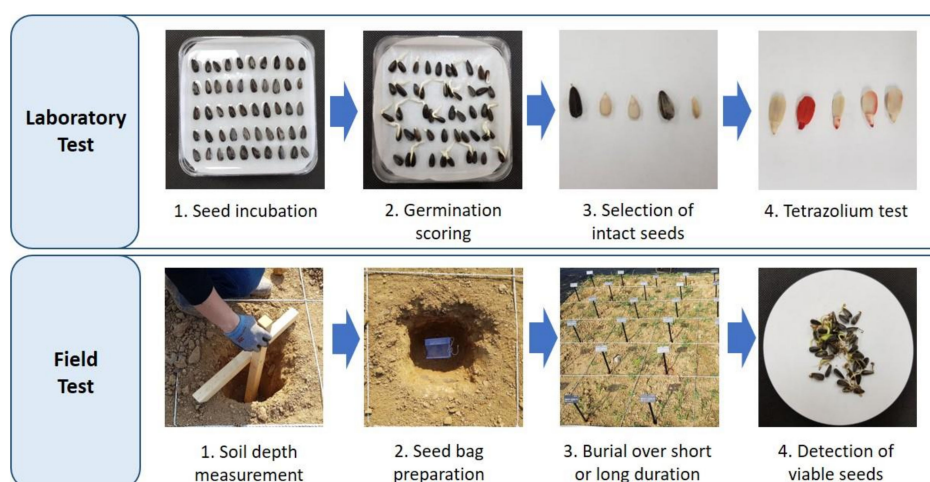 Laboratory
Test
1. Seed incubation
2. Germination
scoring
3. Selection of
intact seeds
4. Tetrazolium test
Field
Test
1. Soil depth
measurement
2. Seed bag
preparation
3. Burial over short
or long duration
4. Detection of
viable seeds